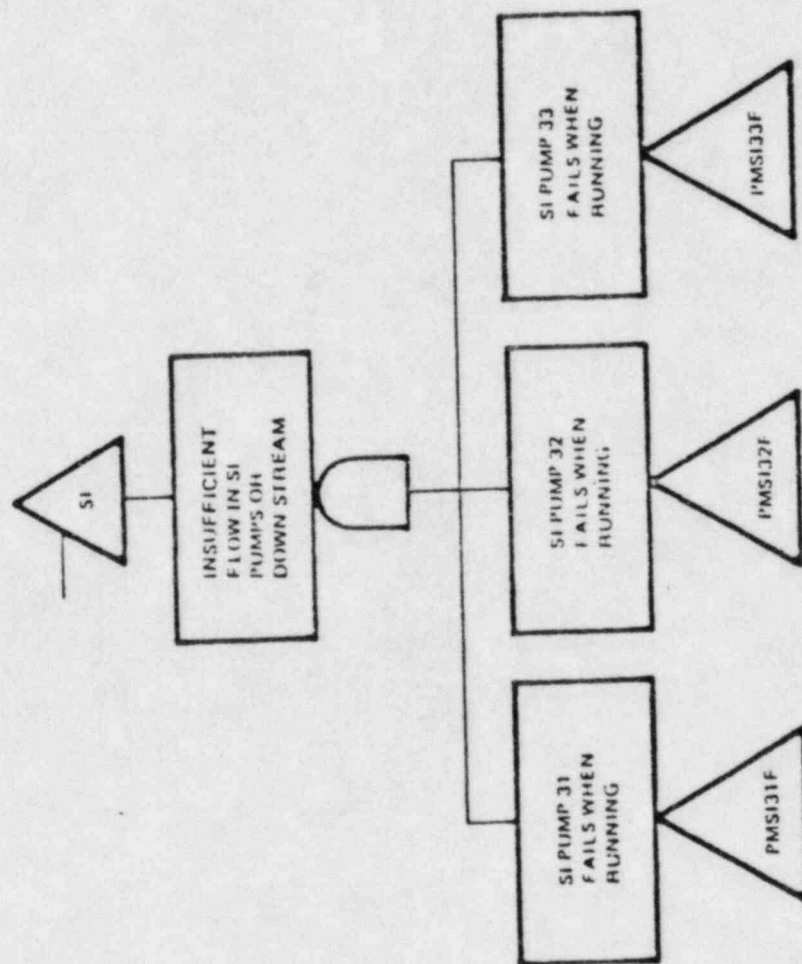 SI
INSUFFICIENT
FLOW IN SI
PUMPS OR
DOWN STREAM
SI PUMP 31
FAILS WHEN
RUNNING
SI PUMP 32
FAILS WHEN
RUNNING
SI PUMP 33
FAILS WHEN
RUNNING
PMSI31F
PMSI32F
PMSI33F